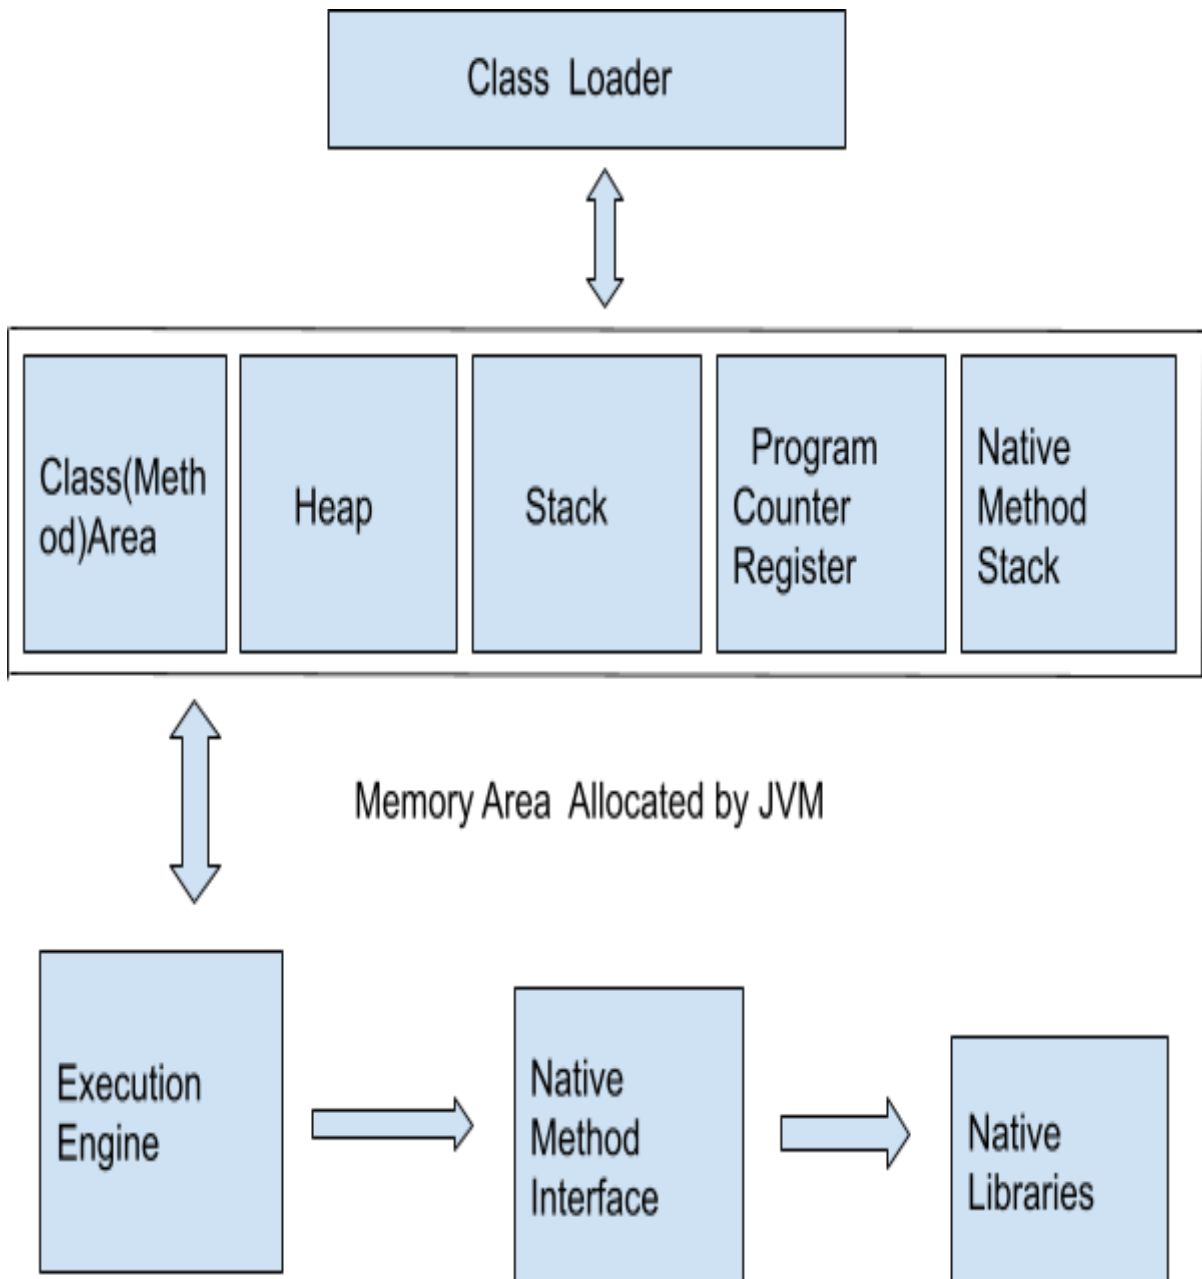 Class Loader
Class(Meth
od)Area
Heap
Stack
Program
Counter
Register
Native
Method
Stack
Memory Area Allocated by JVM
Execution
Engine
Native
Method
Interface
Native
Libraries